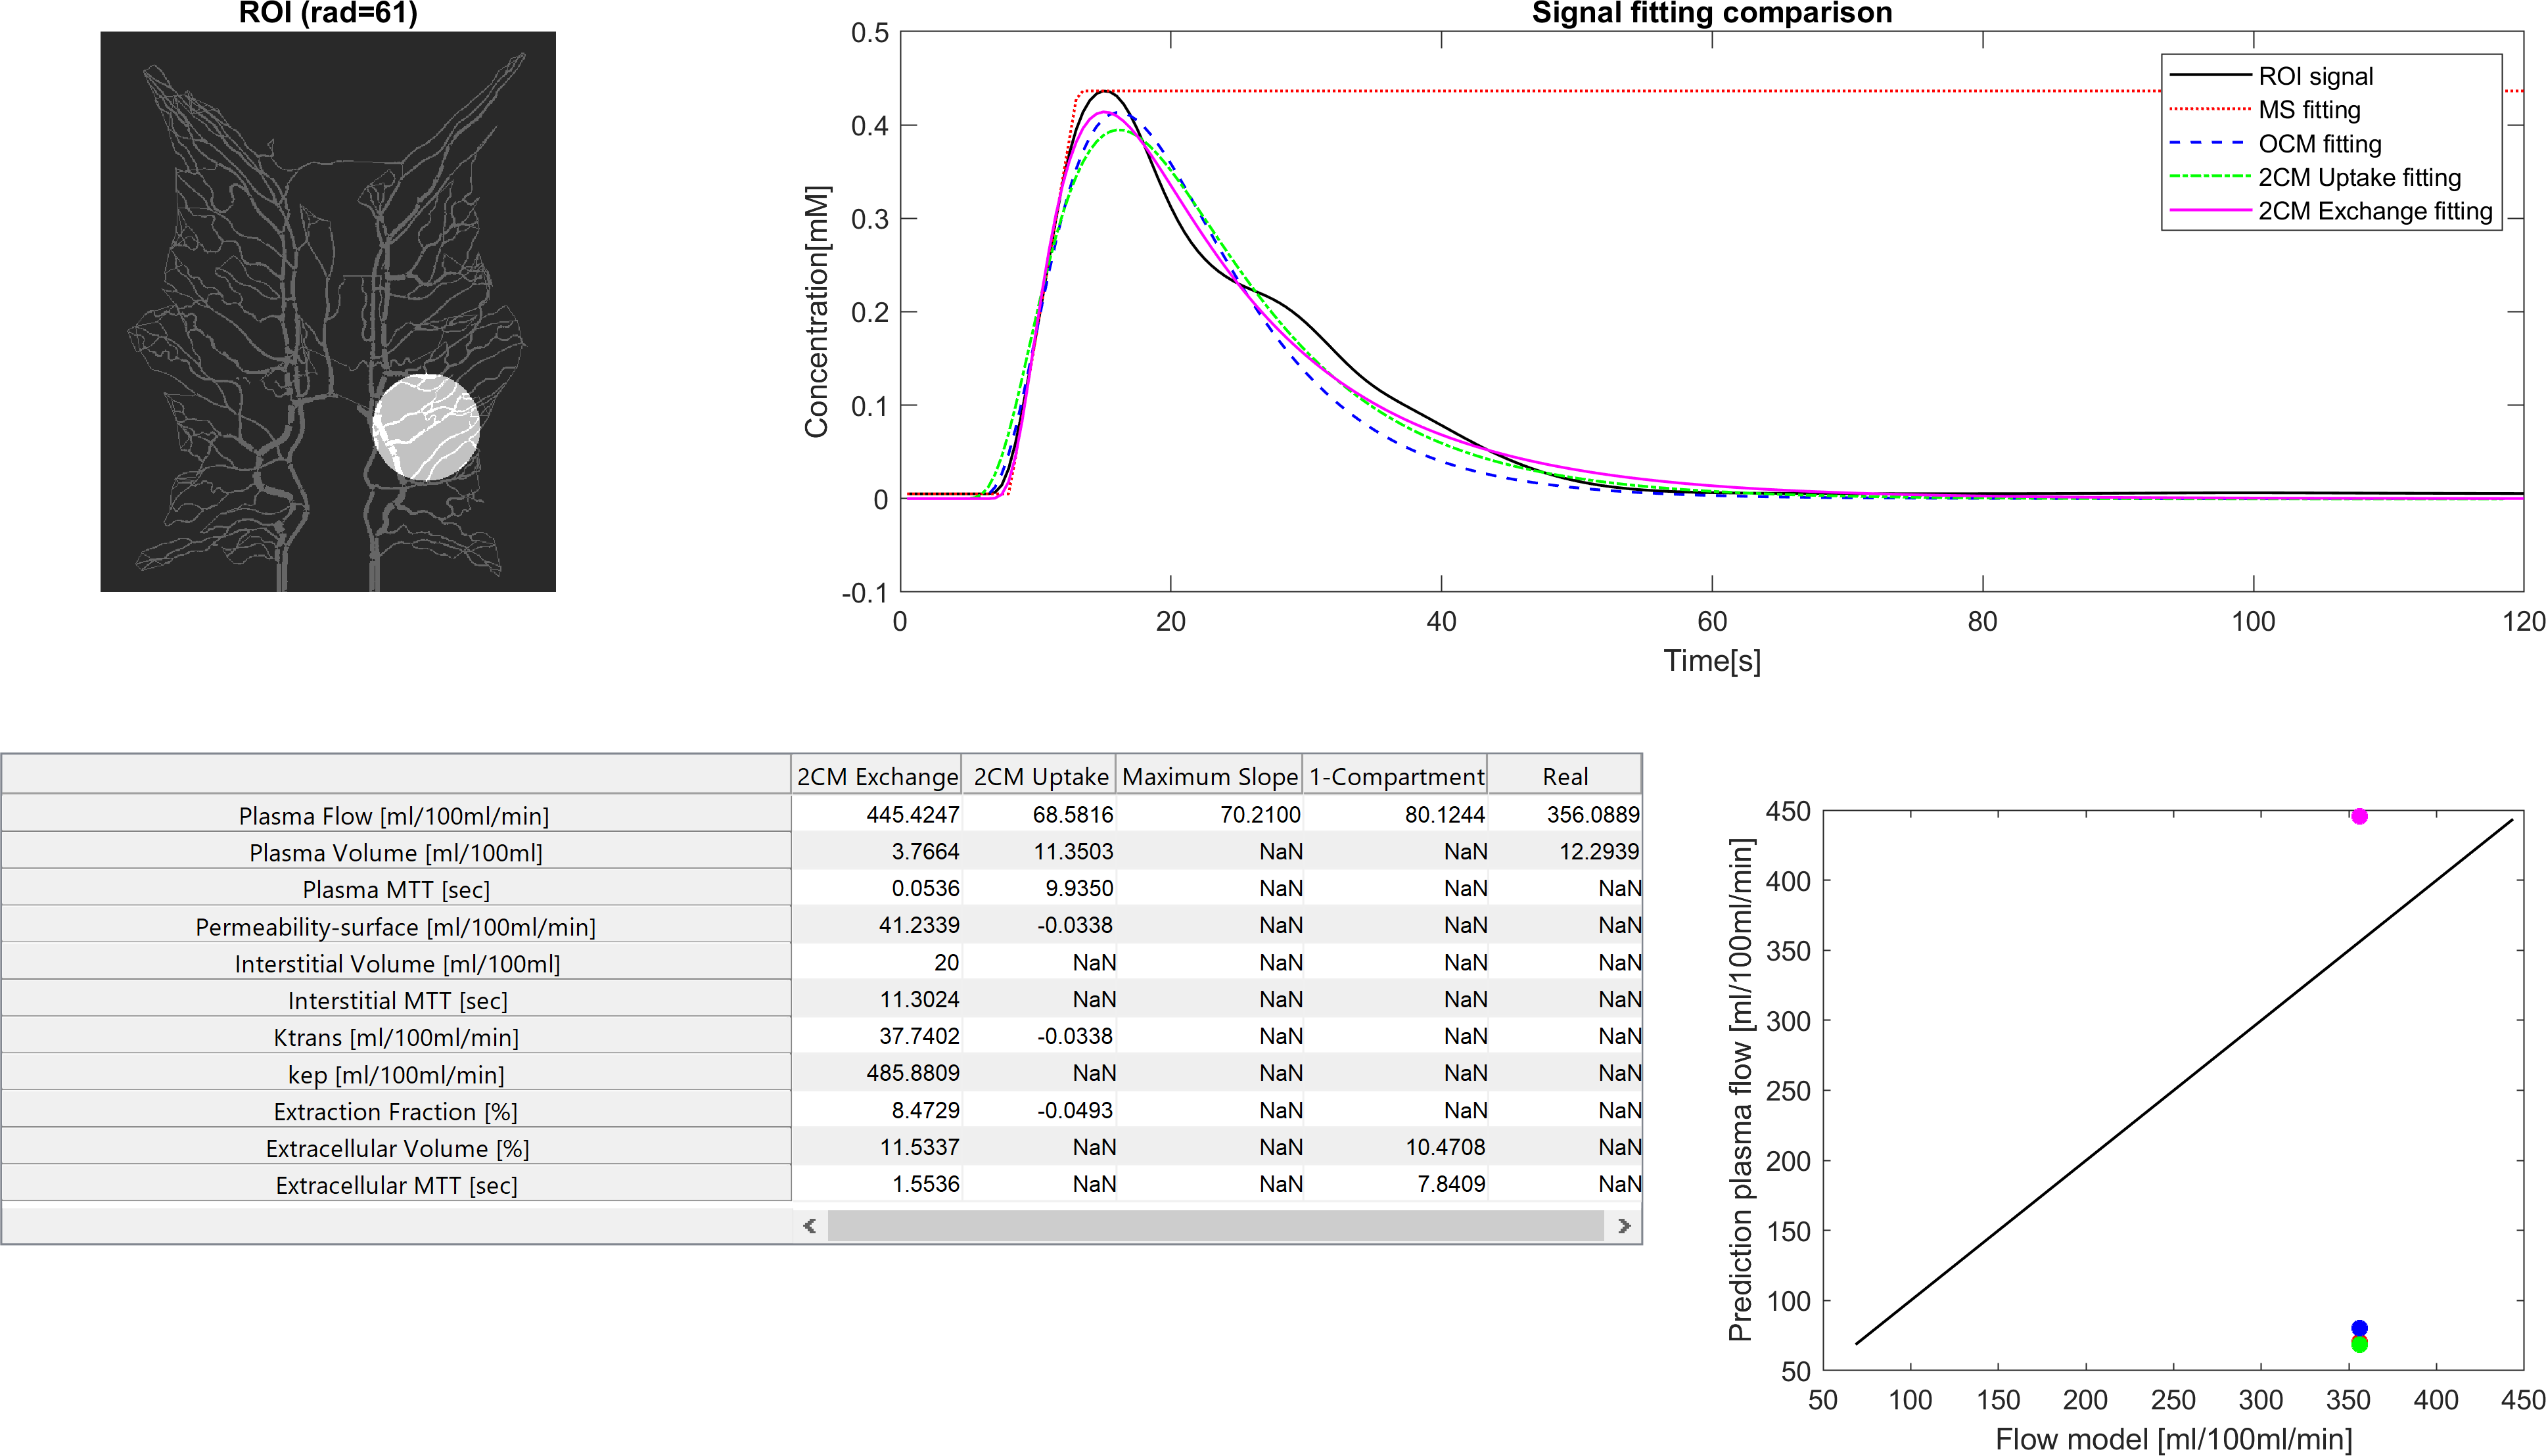 ROI (rad=61)
Signal fitting comparison
0.5
0.4
0.3
0.2
0.1
0
-0.1
Concentration[mM]
0 20 40 60 80 100 120
Time[s]
ROI signal
MS fitting
OCM fitting
2CM Uptake fitting
2CM Exchange fitting
2CM Exchange 2CM Uptake Maximum Slope 1-Compartment Real
Plasma Flow [ml/100ml/min] 445.4247 68.5816 70.2100 80.1244 356.0889
Plasma Volume [ml/100ml] 3.7664 11.3503 NaN NaN 12.2939
Plasma MTT [sec] 0.0536 9.9350 NaN NaN NaN
Permeability-surface [ml/100ml/min] 41.2339 -0.0338 NaN NaN NaN
Interstitial Volume [ml/100ml] 20 NaN NaN NaN NaN
Interstitial MTT [sec] 11.3024 NaN NaN NaN NaN
Ktrans [ml/100ml/min] 37.7402 -0.0338 NaN NaN NaN
kep [ml/100ml/min] 485.8809 NaN NaN NaN NaN
Extraction Fraction [%] 8.4729 -0.0493 NaN NaN NaN
Extracellular Volume [%] 11.5337 NaN NaN 10.4708 NaN
Extracellular MTT [sec] 1.5536 NaN NaN 7.8409 NaN
450
400
350
300
250
200
150
100
50
Prediction plasma flow [ml/100ml/min]
50 100 150 200 250 300 350 400 450
Flow model [ml/100ml/min]